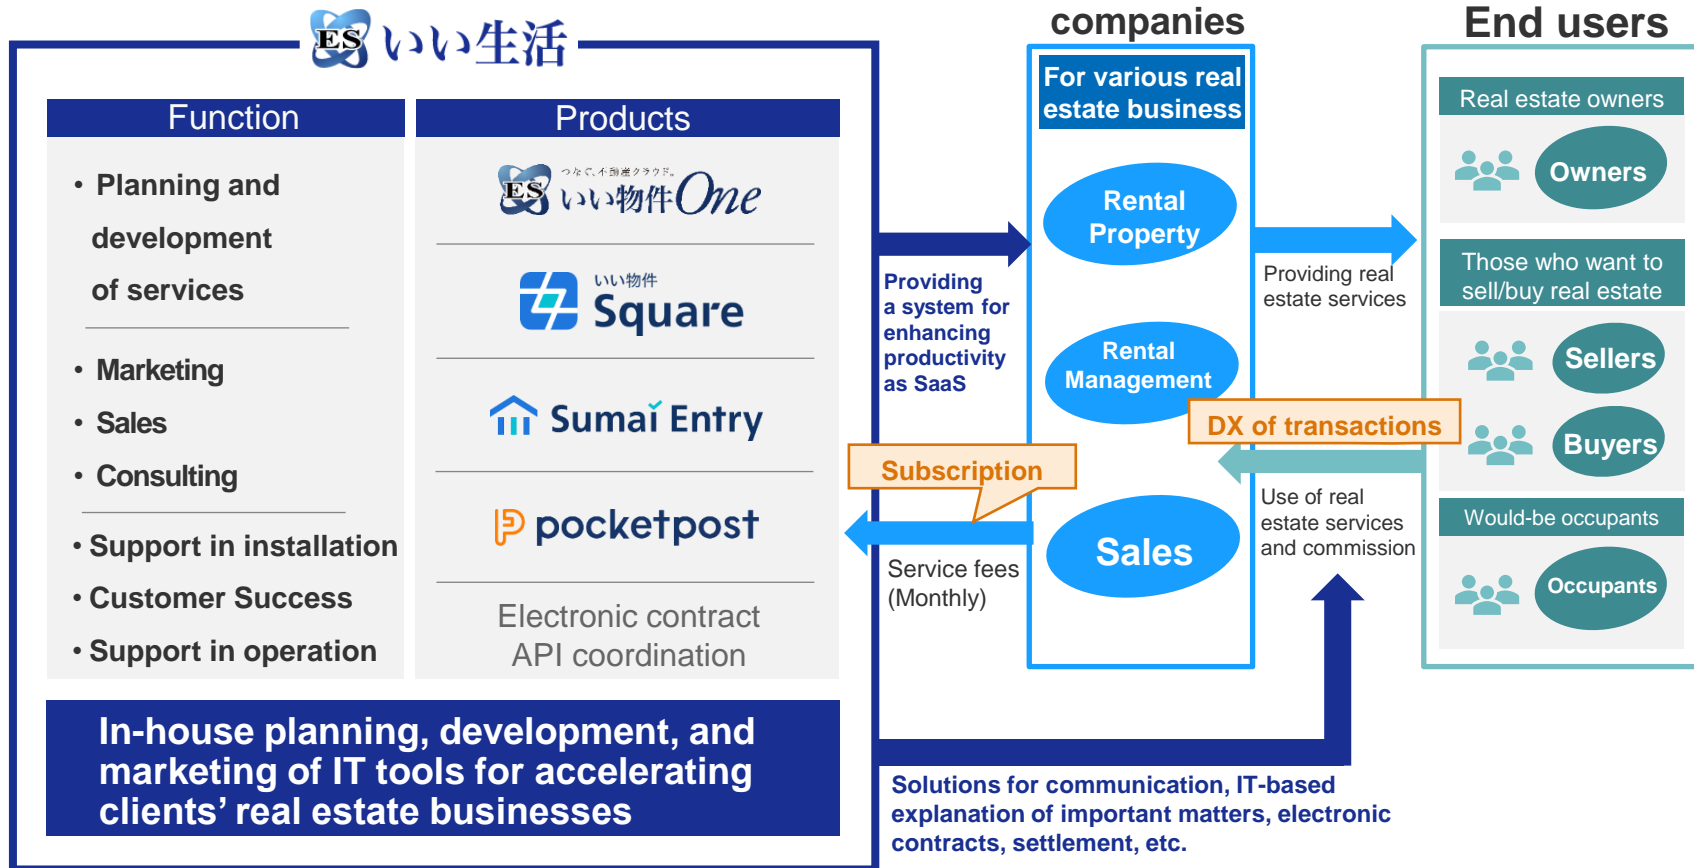 ES いい生活
companies
End users
Function
Products
• Planning and
development
of services
• Marketing
• Sales
• Consulting
• Support in installation
• Customer Success
• Support in operation
つなぐ、不動産クラウド。
ES いい物件One
いい物件
Square
Sumai Entry
pocketpost
Electronic contract
API coordination
In-house planning, development, and
marketing of IT tools for accelerating
clients’ real estate businesses
Providing
a system for
enhancing
productivity
as SaaS
Subscription
Service fees
(Monthly)
For various real
estate business
Rental
Property
Rental
Management
Sales
Providing real
estate services
DX of transactions
Use of real
estate services
and commission
Solutions for communication, IT-based
explanation of important matters, electronic
contracts, settlement, etc.
Real estate owners
Owners
Those who want to
sell/buy real estate
Sellers
Buyers
Would-be occupants
Occupants